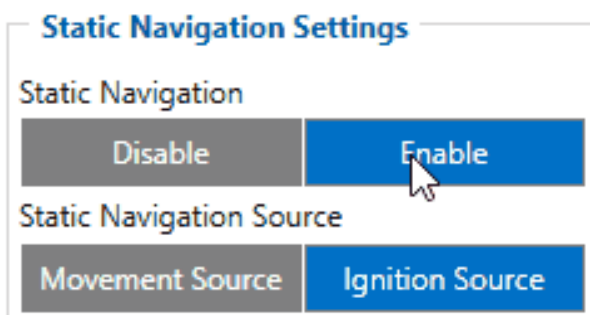 Static Navigation Settings
Static Navigation
Disable Enable
Static Navigation Source
Movement Source Ignition Source